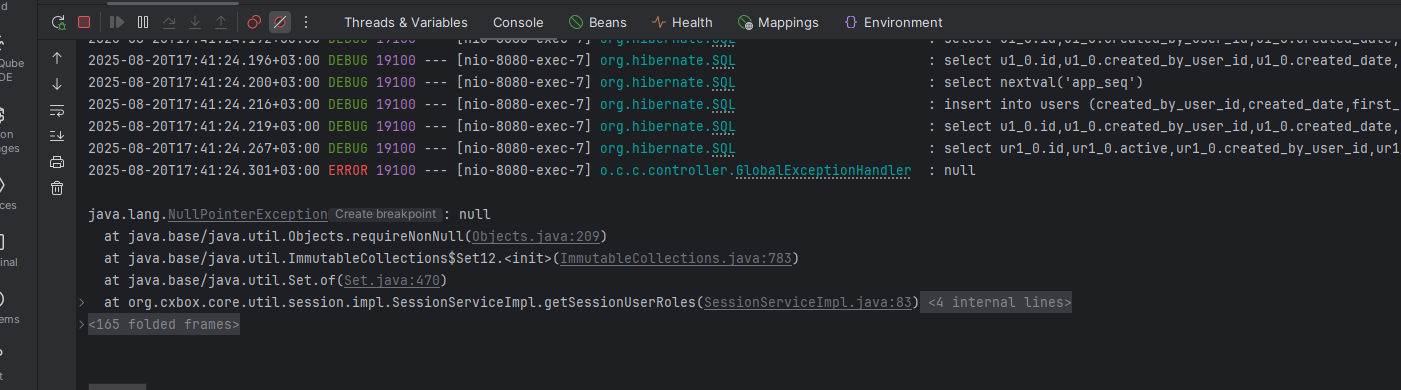 Threads & Variables Console Beans Health Mappings Environment
2025-08-20T17:41:24.192+03:00 DEBUG 19100 --- [nio-8080-exec-7] org.hibernate.SQL : select u1_0.id,u1_0.created_by_user_id,u1_0.created_date,
2025-08-20T17:41:24.196+03:00 DEBUG 19100 --- [nio-8080-exec-7] org.hibernate.SQL : select u1_0.id,u1_0.created_by_user_id,u1_0.created_date,
2025-08-20T17:41:24.200+03:00 DEBUG 19100 --- [nio-8080-exec-7] org.hibernate.SQL : select nextval('app_seq')
2025-08-20T17:41:24.216+03:00 DEBUG 19100 --- [nio-8080-exec-7] org.hibernate.SQL : insert into users (created_by_user_id,created_date,first_
2025-08-20T17:41:24.219+03:00 DEBUG 19100 --- [nio-8080-exec-7] org.hibernate.SQL : select u1_0.id,u1_0.created_by_user_id,u1_0.created_date,
2025-08-20T17:41:24.267+03:00 DEBUG 19100 --- [nio-8080-exec-7] org.hibernate.SQL : select ur1_0.id,ur1_0.active,ur1_0.created_by_user_id,ur1
2025-08-20T17:41:24.301+03:00 ERROR 19100 --- [nio-8080-exec-7] o.c.c.controller.GlobalExceptionHandler : null
java.lang.NullPointerException Create breakpoint : null
at java.base/java.util.Objects.requireNonNull(Objects.java:209)
at java.base/java.util.ImmutableCollections$Set12.<init>(ImmutableCollections.java:783)
at java.base/java.util.Set.of(Set.java:470)
at org.cxbox.core.util.session.impl.SessionServiceImpl.getSessionUserRoles(SessionServiceImpl.java:83) <4 internal lines>
<165 folded frames>